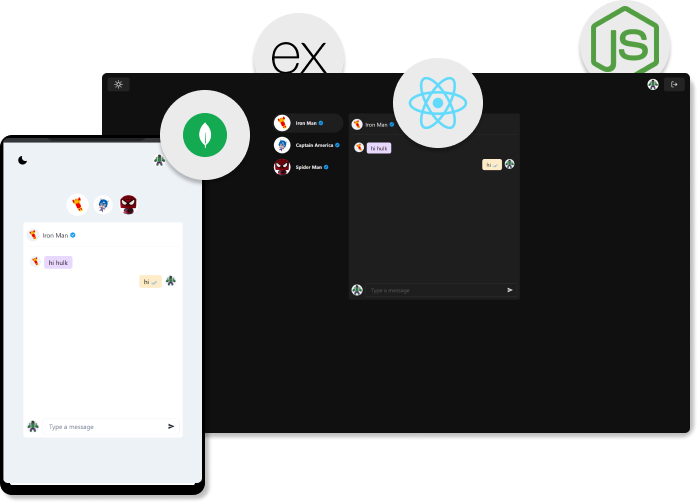 ex
JS
Iron Man
Captain America
Spider Man
Iron Man
hi hulk
hi
Type a message
Iron Man
hi hulk
hi
Type a message